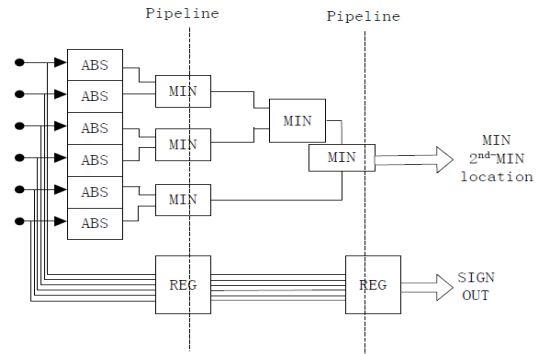 Pipeline
Pipeline
ABS
ABS
ABS
ABS
ABS
ABS
MIN
MIN
MIN
MIN
MIN
MIN
2nd-MIN
location
REG
REG
SIGN
OUT